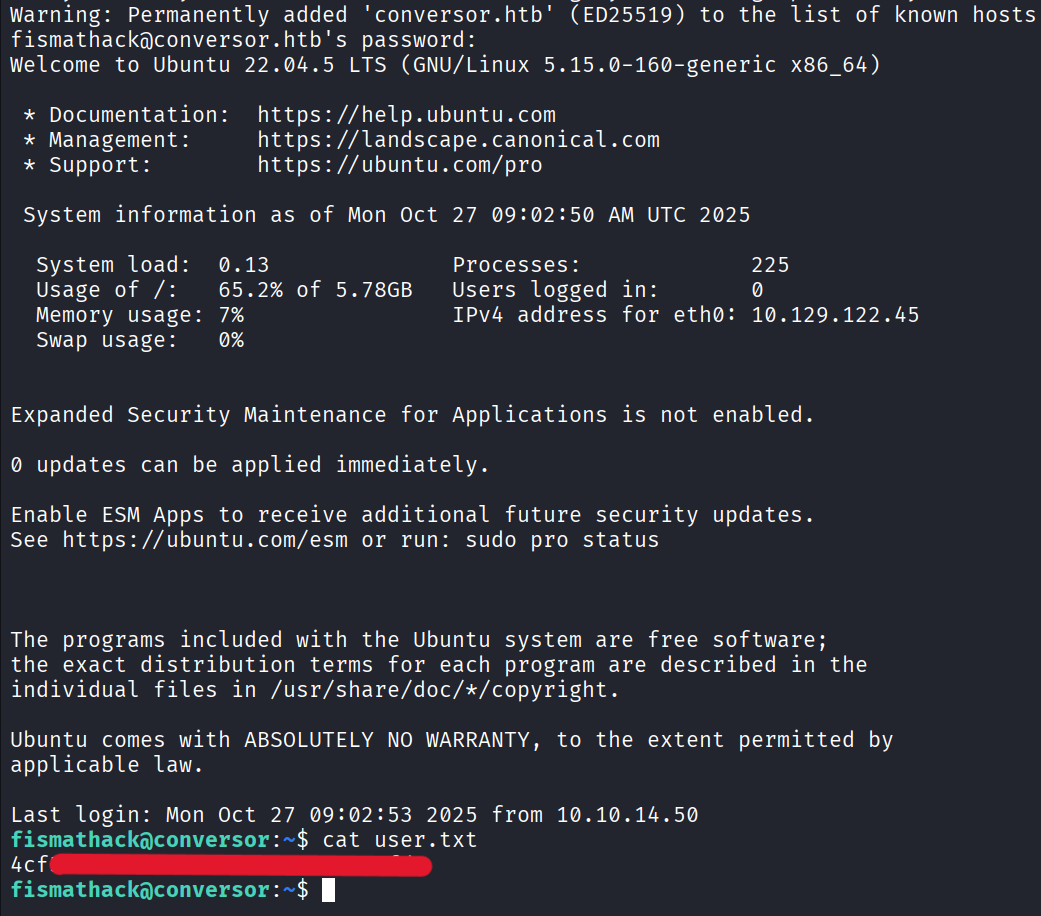 Warning: Permanently added 'conversor.htb' (ED25519) to the list of known hosts
fismathack@conversor.htb's password:
Welcome to Ubuntu 22.04.5 LTS (GNU/Linux 5.15.0-160-generic x86_64)
* Documentation:  https://help.ubuntu.com
* Management:     https://landscape.canonical.com
* Support:        https://ubuntu.com/pro
System information as of Mon Oct 27 09:02:50 AM UTC 2025
System load:  0.13              Processes:             225
Usage of /:   65.2% of 5.78GB   Users logged in:       0
Memory usage: 7%                IPv4 address for eth0: 10.129.122.45
Swap usage:   0%
Expanded Security Maintenance for Applications is not enabled.
0 updates can be applied immediately.
Enable ESM Apps to receive additional future security updates.
See https://ubuntu.com/esm or run: sudo pro status
The programs included with the Ubuntu system are free software;
the exact distribution terms for each program are described in the
individual files in /usr/share/doc/*/copyright.
Ubuntu comes with ABSOLUTELY NO WARRANTY, to the extent permitted by
applicable law.
Last login: Mon Oct 27 09:02:53 2025 from 10.10.14.50
fismathack@conversor:~$ cat user.txt
4cf
fismathack@conversor:~$